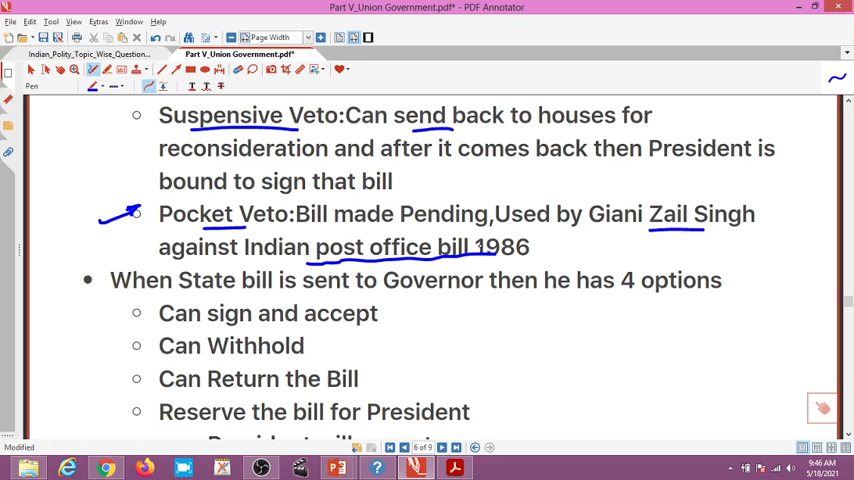 Part V_Union Government.pdf* - PDF Annotator
File Edit Tool View Extras Window Help
Page Width
Indian_Polity_Topic_Wise_Question... Part V_Union Government.pdf*
Pen
Suspensive Veto:Can send back to houses for
reconsideration and after it comes back then President is
bound to sign that bill
Pocket Veto:Bill made Pending,Used by Giani Zail Singh
against Indian post office bill 1986
When State bill is sent to Governor then he has 4 options
Can sign and accept
Can Withhold
Can Return the Bill
Reserve the bill for President
Modified
6 of 9
9:46 AM
5/18/2021